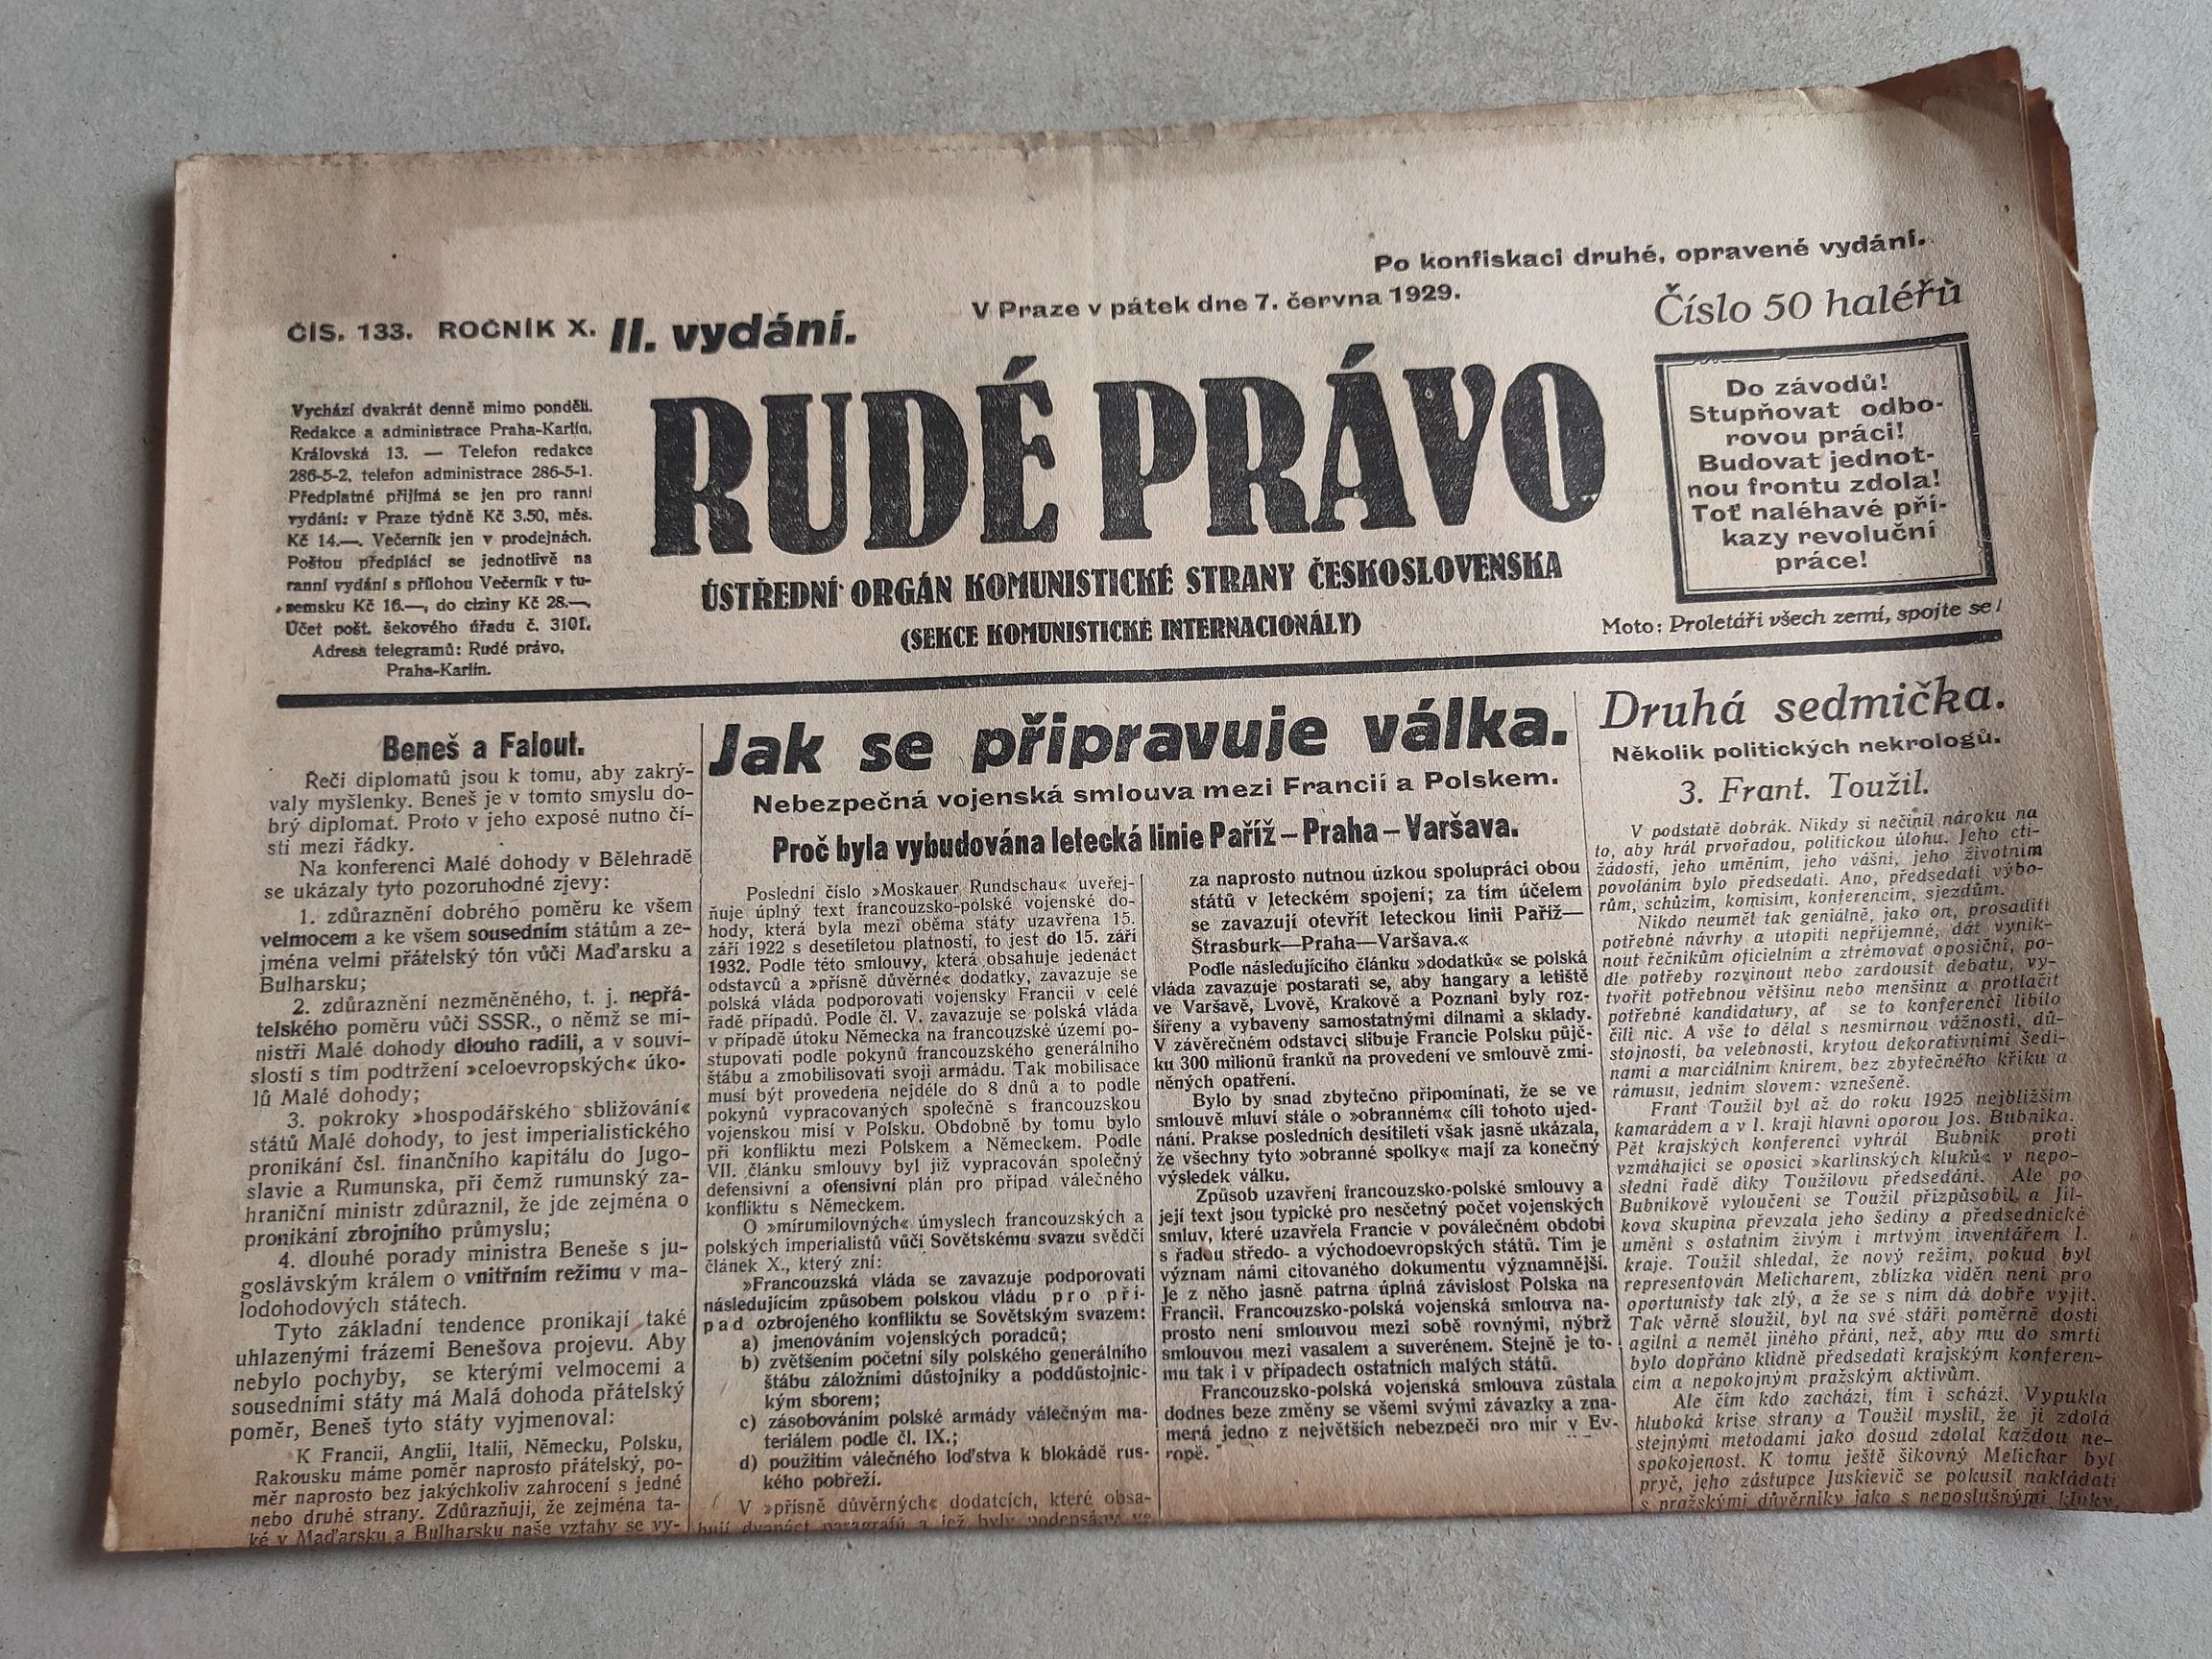 Po konfiskaci druhé, opravené vydání.
ČÍS. 133. ROČNÍK X. II. vydání.
V Praze v pátek dne 7. června 1929.
Číslo 50 haléřů
Vychází dvakrát denně mimo pondělí.
Redakce a administrace Praha-Karlín,
Královská 13. — Telefon redakce
286-5-2, telefon administrace 286-5-1.
Předplatné přijímá se jen pro ranní
vydání: v Praze týdně Kč 3.50, měs.
Kč 14.—. Večerník jen v prodejnách.
Poštou předplácí se jednotlivě na
ranní vydání s přílohou Večerník v tu-
zemsku Kč 16.—, do ciziny Kč 28.—,
Účet pošt. šekového úřadu č. 3101.
Adresa telegramů: Rudé právo,
Praha-Karlín.
RUDÉ PRÁVO
ÚSTŘEDNÍ ORGÁN KOMUNISTICKÉ STRANY ČESKOSLOVENSKA
(SEKCE KOMUNISTICKÉ INTERNACIONÁLY)
Do závodů!
Stupňovat odbo-
rovou práci!
Budovat jednot-
nou frontu zdola!
Toť naléhavé pří-
kazy revoluční
práce!
Moto: Proletáři všech zemí, spojte se!
Beneš a Falout.
Řeči diplomatů jsou k tomu, aby zakrý-
valy myšlenky. Beneš je v tomto smyslu do-
brý diplomat. Proto v jeho exposé nutno čí-
sti mezi řádky.
Na konferenci Malé dohody v Bělehradě
se ukázaly tyto pozoruhodné zjevy:
1. zdůraznění dobrého poměru ke všem
velmocem a ke všem sousedním státům a ze-
jména velmi přátelský tón vůči Maďarsku a
Bulharsku;
2. zdůraznění nezměněného, t. j. nepřá-
telského poměru vůči SSSR., o němž se mi-
nistři Malé dohody dlouho radili, a v souvi-
slosti s tím podtržení »celoevropských« úko-
lů Malé dohody;
3. pokroky »hospodářského sbližování«
států Malé dohody, to jest imperialistického
pronikání čsl. finančního kapitálu do Jugo-
slavie a Rumunska, při čemž rumunský za-
hraniční ministr zdůraznil, že jde zejména o
pronikání zbrojního průmyslu;
4. dlouhé porady ministra Beneše s ju-
goslávským králem o vnitřním režimu v ma-
lodohodových státech.
Tyto základní tendence pronikají také
uhlazenými frázemi Benešova projevu. Aby
nebylo pochyby, se kterými velmocemi a
sousedními státy má Malá dohoda přátelský
poměr, Beneš tyto státy vyjmenoval:
K Francii, Anglii, Italii, Německu, Polsku,
Rakousku máme poměr naprosto přátelský, po-
měr naprosto bez jakýchkoliv zahrocení s jedné
nebo druhé strany. Zdůrazňuji, že zejména ta-
ké v Maďarsku a Bulharsku naše vztahy se vy-
Jak se připravuje válka.
Nebezpečná vojenská smlouva mezi Francií a Polskem.
Proč byla vybudována letecká linie Paříž – Praha – Varšava.
Poslední číslo »Moskauer Rundschau« uveřej-
ňuje úplný text francouzsko-polské vojenské do-
hody, která byla mezi oběma státy uzavřena 15.
září 1922 s desetiletou platností, to jest do 15. září
1932. Podle této smlouvy, která obsahuje jedenáct
odstavců a »přísně důvěrné« dodatky, zavazuje se
polská vláda podporovati vojensky Francii v celé
řadě případů. Podle čl. V. zavazuje se polská vláda
v případě útoku Německa na francouzské území po-
stupovati podle pokynů francouzského generálního
štábu a zmobilisovati svoji armádu. Tak mobilisace
musí být provedena nejdéle do 8 dnů a to podle
pokynů vypracovaných společně s francouzskou
vojenskou misí v Polsku. Obdobně by tomu bylo
při konfliktu mezi Polskem a Německem. Podle
VII. článku smlouvy byl již vypracován společný
defensivní a ofensivní plán pro případ válečného
konfliktu s Německem.
O »mírumilovných« úmyslech francouzských a
polských imperialistů vůči Sovětskému svazu svědčí
článek X., který zní:
»Francouzská vláda se zavazuje podporovati
následujícím způsobem polskou vládu pro pří-
pad ozbrojeného konfliktu se Sovětským svazem:
a) jmenováním vojenských poradců;
b) zvětšením početní síly polského generálního
štábu záložními důstojníky a poddůstojnic-
kým sborem;
c) zásobováním polské armády válečným ma-
teriálem podle čl. IX.;
d) použitím válečného loďstva k blokádě rus-
kého pobřeží.
V »přísně důvěrných« dodatcích, které obsa-
hují dvanáct paragrafů a jež byly podepsány ve
za naprosto nutnou úzkou spolupráci obou
států v leteckém spojení; za tím účelem
se zavazují otevřít leteckou linii Paříž—
Štrasburk—Praha—Varšava.«
Podle následujícího článku »dodatků« se polská
vláda zavazuje postarati se, aby hangary a letiště
ve Varšavě, Lvově, Krakově a Poznani byly roz-
šířeny a vybaveny samostatnými dílnami a sklady.
V závěrečném odstavci slibuje Francie Polsku půjč-
ku 300 milionů franků na provedení ve smlouvě zmí-
něných opatření.
Bylo by snad zbytečno připomínati, že se ve
smlouvě mluví stále o »obranném« cíli tohoto ujed-
nání. Prakse posledních desítiletí však jasně ukázala,
že všechny tyto »obranné spolky« mají za konečný
výsledek válku.
Způsob uzavření francouzsko-polské smlouvy a
její text jsou typické pro nesčetný počet vojenských
smluv, které uzavřela Francie v poválečném období
s řadou středo- a východoevropských států. Tím je
význam námi citovaného dokumentu významnější.
Je z něho jasně patrna úplná závislost Polska na
Francii. Francouzsko-polská vojenská smlouva na-
prosto není smlouvou mezi sobě rovnými, nýbrž
smlouvou mezi vasalem a suverénem. Stejně je to-
mu tak i v případech ostatních malých států.
Francouzsko-polská vojenská smlouva zůstala
dodnes beze změny se všemi svými závazky a zna-
mená jedno z největších nebezpečí pro mír v Ev-
ropě.
Druhá sedmička.
Několik politických nekrologů.
3. Frant. Toužil.
V podstatě dobrák. Nikdy si nečinil nároku na
to, aby hrál prvořadou, politickou úlohu. Jeho cti-
žádostí, jeho uměním, jeho vášní, jeho životním
povoláním bylo předsedati. Ano, předsedati výbo-
rům, schůzím, komisím, konferencím, sjezdům.
Nikdo neuměl tak geniálně, jako on, prosaditi
potřebné návrhy a utopiti nepříjemné, dát vynik-
nout řečníkům oficielním a ztrémovat oposiční, po-
dle potřeby rozvinout nebo zardousit debatu, vy-
tvořit potřebnou většinu nebo menšinu a protlačit
potřebné kandidatury, ať se to konferenci líbilo
čili nic. A vše to dělal s nesmírnou vážností, dů-
stojností, ba velebností, krytou dekorativními šedi-
nami a marciálním knírem, bez zbytečného křiku a
rámusu, jedním slovem: vznešeně.
Frant Toužil byl až do roku 1925 nejbližším
kamarádem a v I. kraji hlavní oporou Jos. Bubníka.
Pět krajských konferencí vyhrál Bubník proti
vzmáhající se oposici »karlínských kluků« v nepo-
slední řadě díky Toužilovu předsedání. Ale po
Bubníkově vyloučení se Toužil přizpůsobil, a Jíl-
kova skupina převzala jeho šediny a předsednické
umění s ostatním živým i mrtvým inventářem I.
kraje. Toužil shledal, že nový režim, pokud byl
representován Melicharem, zblízka viděn není pro
oportunisty tak zlý, a že se s ním dá dobře vyjít.
Tak věrně sloužil, byl na své stáří poměrně dosti
agilní a neměl jiného přání, než, aby mu do smrti
bylo dopřáno klidně předsedati krajským konferen-
cím a nepokojným pražským aktivům.
Ale čím kdo zachází, tím i schází. Vypukla
hluboká krise strany a Toužil myslil, že ji zdolá
stejnými metodami jako dosud zdolal každou ne-
spokojenost. K tomu ještě šikovný Melichar byl
pryč, jeho zástupce Juskievič se pokusil nakládati
s pražskými důvěrníky jako s neposlušnými kluky,